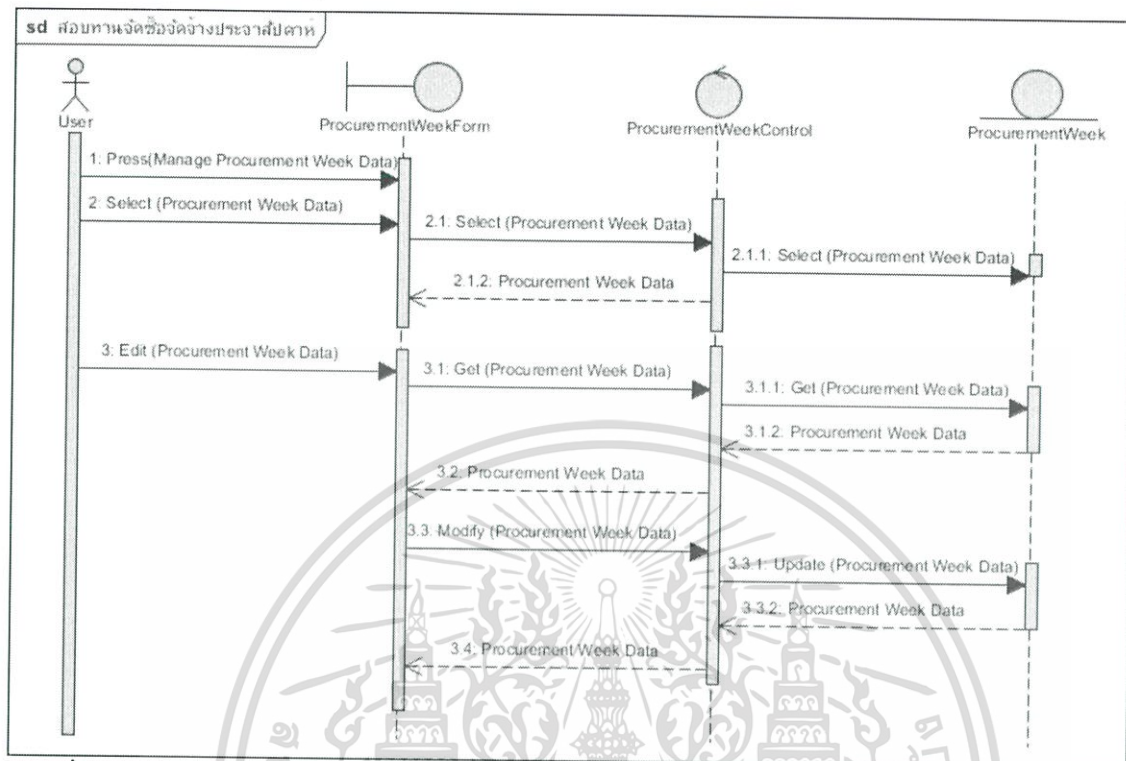 sd สอบทานจัดซื้อจัดจ้างประจำสัปดาห์
User
ProcurementWeekForm
ProcurementWeekControl
ProcurementWeek
1: Press(Manage Procurement Week Data)
2: Select (Procurement Week Data)
2.1: Select (Procurement Week Data)
2.1.1: Select (Procurement Week Data)
2.1.2: Procurement Week Data
3: Edit (Procurement Week Data)
3.1: Get (Procurement Week Data)
3.1.1: Get (Procurement Week Data)
3.1.2: Procurement Week Data
3.2: Procurement Week Data
3.3: Modify (Procurement Week Data)
3.3.1: Update (Procurement Week Data)
3.3.2: Procurement Week Data
3.4: Procurement Week Data